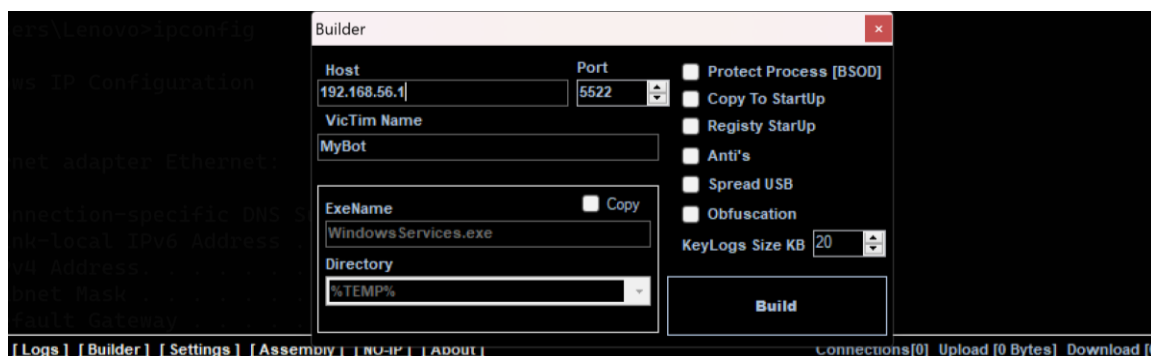 ers\Lenovo>ipconfig
Builder
ws IP Configuration
Host
Port
192.168.56.1
5522
VicTim Name
MyBot
Protect Process [BSOD]
Copy To StartUp
Registy StartUp
Anti's
Spread USB
Obfuscation
KeyLogs Size KB
20
net adapter Ethernet:
nnection-specific DNS S
nk-local IPv6 Address . 
v4 Address. . . . . . 
bnet Mask . . . . . . 
fault Gateway . . . . 
ExeName
Copy
WindowsServices.exe
Directory
%TEMP%
Build
[ Logs ] [ Builder ] [ Settings ] [ Assembly ] [ NO-IP ] [ About ]
Connections[0] Upload [0 Bytes] Download [